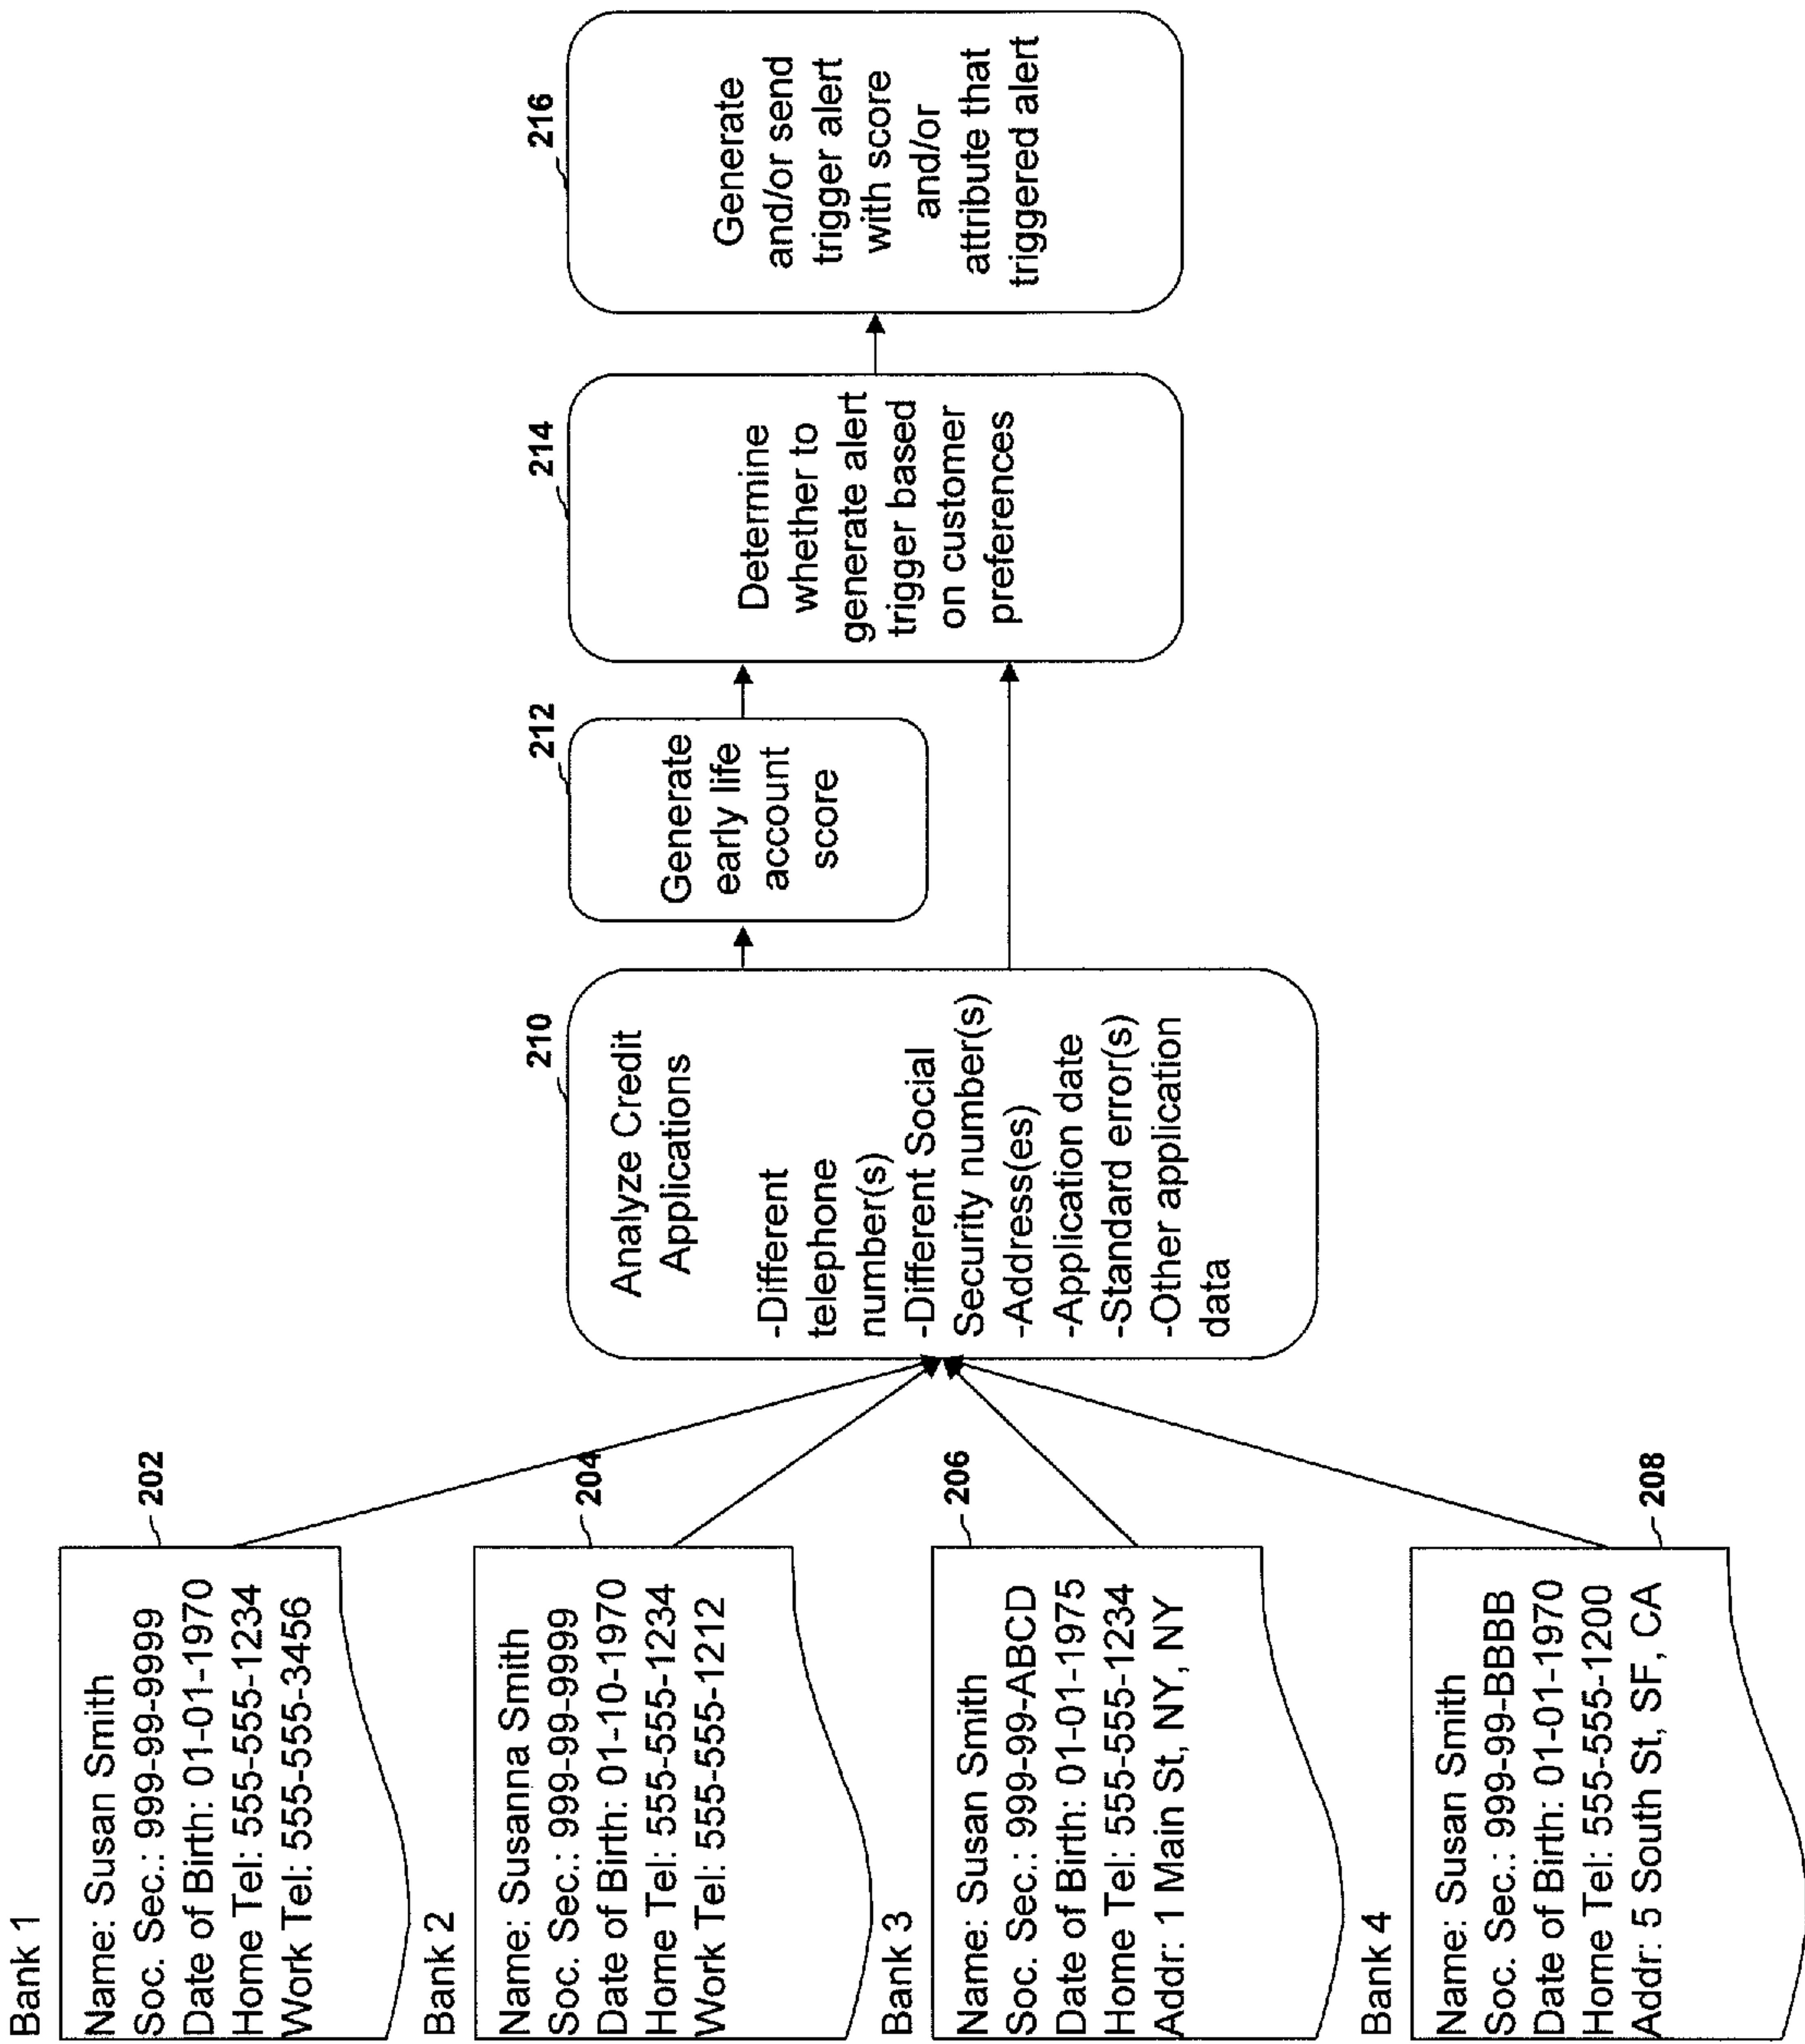 Bank 1
202
Name: Susan Smith
Soc. Sec.: 999-99-9999
Date of Birth: 01-01-1970
Home Tel: 555-555-1234
Work Tel: 555-555-3456
Bank 2
204
Name: Susanna Smith
Soc. Sec.: 999-99-9999
Date of Birth: 01-10-1970
Home Tel: 555-555-1234
Work Tel: 555-555-1212
Bank 3
206
Name: Susan Smith
Soc. Sec.: 999-99-ABCD
Date of Birth: 01-01-1975
Home Tel: 555-555-1234
Addr: 1 Main St, NY, NY
Bank 4
Name: Susan Smith
Soc. Sec.: 999-99-BBBB
Date of Birth: 01-01-1970
Home Tel: 555-555-1200
Addr: 5 South St, SF, CA
208
210
Analyze Credit
Applications
-Different
telephone
number(s)
-Different Social
Security number(s)
-Address(es)
-Application date
-Standard error(s)
-Other application
data
212
Generate
early life
account
score
214
Determine
whether to
generate alert
trigger based
on customer
preferences
216
Generate
and/or send
trigger alert
with score
and/or
attribute that
triggered alert